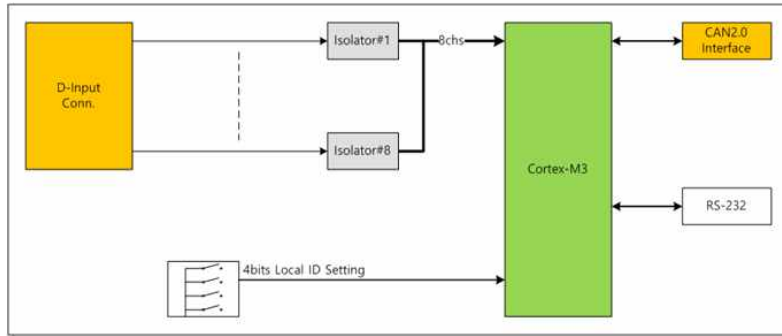 D-Input
Conn.
Isolator#1
8chs
CAN2.0
Interface
Isolator#8
Cortex-M3
RS-232
4bits Local ID Setting